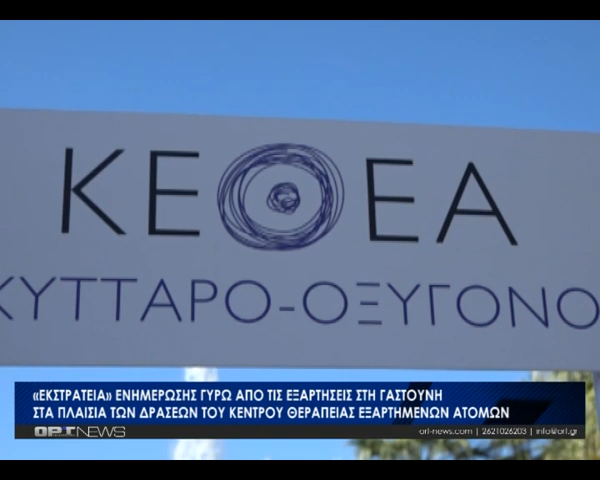 ΚΕΘΕΑ
ΚΥΤΤΑΡΟ-ΟΞΥΓΟΝΟ
«ΕΚΣΤΡΑΤΕΙΑ» ΕΝΗΜΕΡΩΣΗΣ ΓΥΡΩ ΑΠΟ ΤΙΣ ΕΞΑΡΤΗΣΕΙΣ ΣΤΗ ΓΑΣΤΟΥΝΗ
ΣΤΑ ΠΛΑΙΣΙΑ ΤΩΝ ΔΡΑΣΕΩΝ ΤΟΥ ΚΕΝΤΡΟΥ ΘΕΡΑΠΕΙΑΣ ΕΞΑΡΤΗΜΕΝΩΝ ΑΤΟΜΩΝ
ORT NEWS
ort-news.com | 2621026203 | info@ort.gr